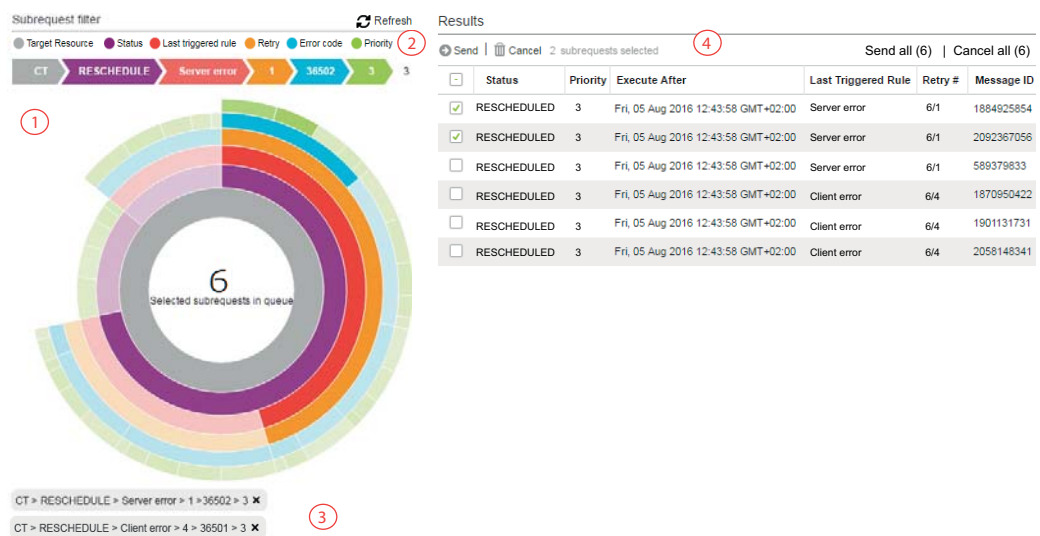 Subrequest filter
Refresh
Target Resource Status Last triggered rule Retry Error code Priority
2
CT RESCHEDULE Server error 1 36502 3 3
1
6
Selected subrequests in queue
CT > RESCHEDULE > Server error > 1 >36502 > 3 ✖
CT > RESCHEDULE > Client error > 4 > 36501 > 3 ✖
3
Results
Send | Cancel 2 subrequests selected
4
Send all (6) | Cancel all (6)
- Status Priority Execute After Last Triggered Rule Retry # Message ID
RESCHEDULED 3 Fri, 05 Aug 2016 12:43:58 GMT+02:00 Server error 6/1 1884925854
RESCHEDULED 3 Fri, 05 Aug 2016 12:43:58 GMT+02:00 Server error 6/1 2092367056
RESCHEDULED 3 Fri, 05 Aug 2016 12:43:58 GMT+02:00 Server error 6/1 589379833
RESCHEDULED 3 Fri, 05 Aug 2016 12:43:58 GMT+02:00 Client error 6/4 1870950422
RESCHEDULED 3 Fri, 05 Aug 2016 12:43:58 GMT+02:00 Client error 6/4 1901131731
RESCHEDULED 3 Fri, 05 Aug 2016 12:43:58 GMT+02:00 Client error 6/4 2058148341